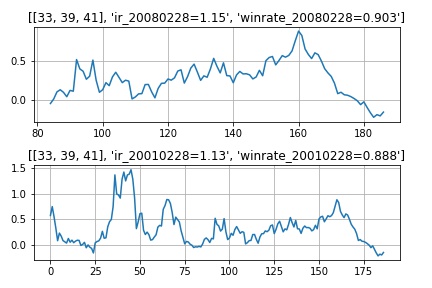 [[33, 39, 41], 'ir_20080228=1.15', 'winrate_20080228=0.903']
0.5
0.0
80 100 120 140 160 180
[[33, 39, 41], 'ir_20010228=1.13', 'winrate_20010228=0.888']
1.5
1.0
0.5
0.0
0 25 50 75 100 125 150 175